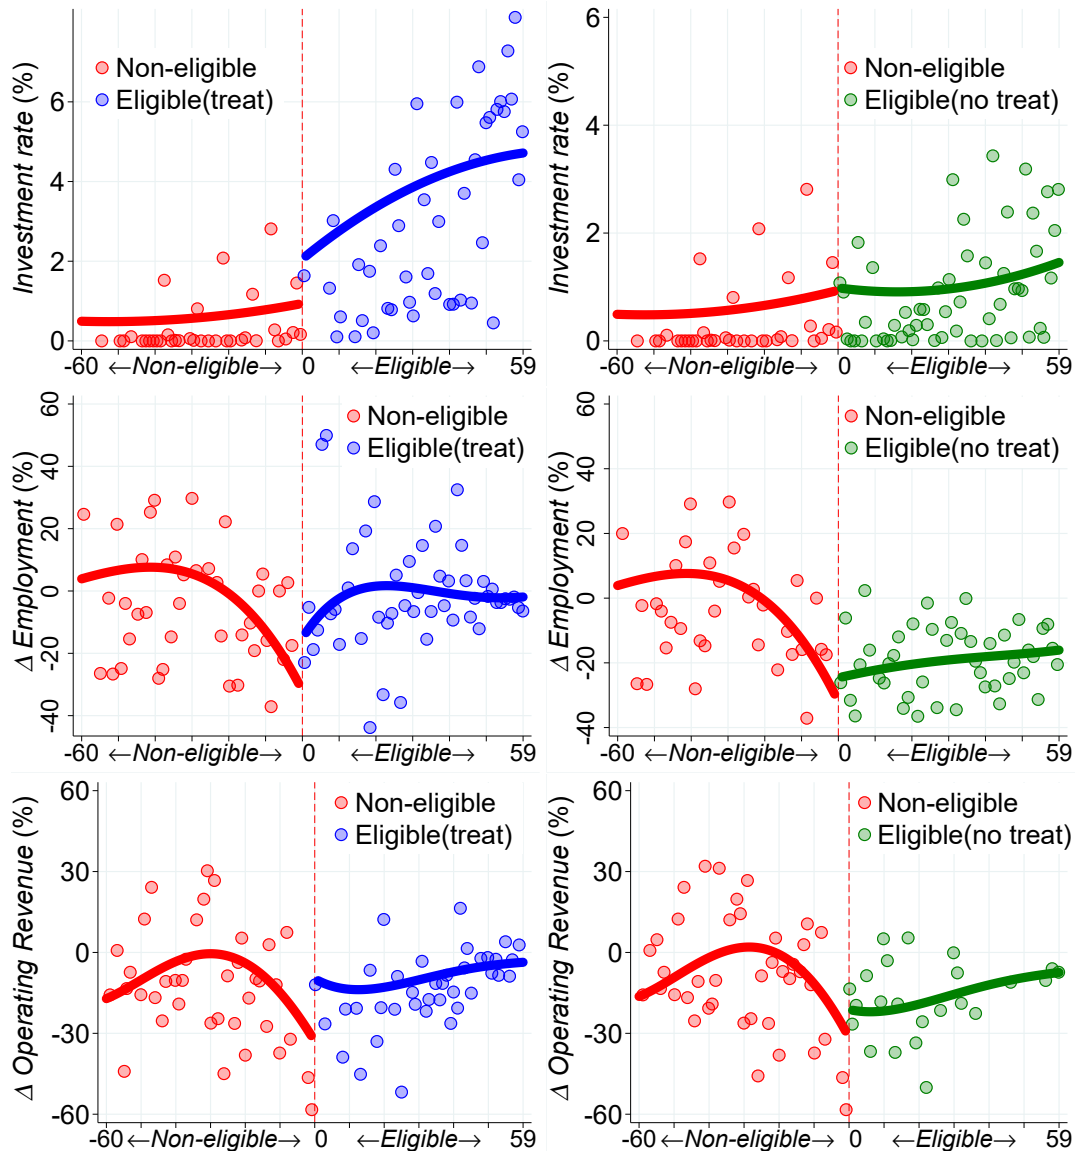 Investment rate (%)
6
4
2
0
Non-eligible
Eligible(treat)
-60 ←Non-eligible→ 0 ←Eligible→ 59
Investment rate (%)
6
4
2
0
Non-eligible
Eligible(no treat)
-60 ←Non-eligible→ 0 ←Eligible→ 59
Δ Employment (%)
60
40
20
0
-20
-40
Non-eligible
Eligible(treat)
-60 ←Non-eligible→ 0 ←Eligible→ 59
Δ Employment (%)
60
40
20
0
-20
-40
Non-eligible
Eligible(no treat)
-60 ←Non-eligible→ 0 ←Eligible→ 59
Δ Operating Revenue (%)
60
30
0
-30
-60
Non-eligible
Eligible(treat)
-60 ←Non-eligible→ 0 ←Eligible→ 59
Δ Operating Revenue (%)
60
30
0
-30
-60
Non-eligible
Eligible(no treat)
-60 ←Non-eligible→ 0 ←Eligible→ 59